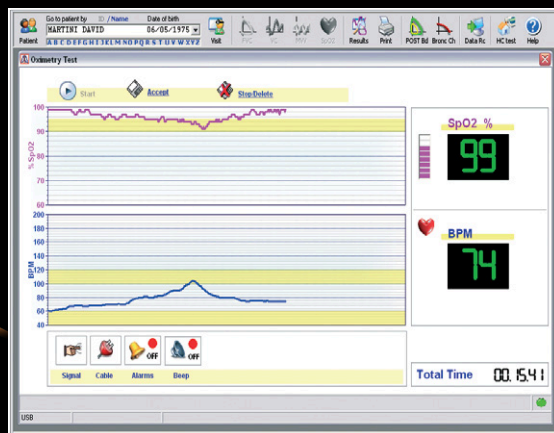 Go to patient by ID / Name Date of birth
MARTINI DAVID 06/05/1975
A B C D E F G H I J K L M N O P Q R S T U V W X Y Z
Patient Visit FVC VC MVV SpO2 Results Print POST Bd Bronc Ch Data Rc HC test Help
Oximetry Test
Start Accept Stop/Delete
100
90
80
70
60
% SpO2
SpO2 %
99
200
180
160
140
120
100
80
60
40
BPM
BPM
74
OFF OFF
Signal Cable Alarms Beep
Total Time 00.15.41
USB